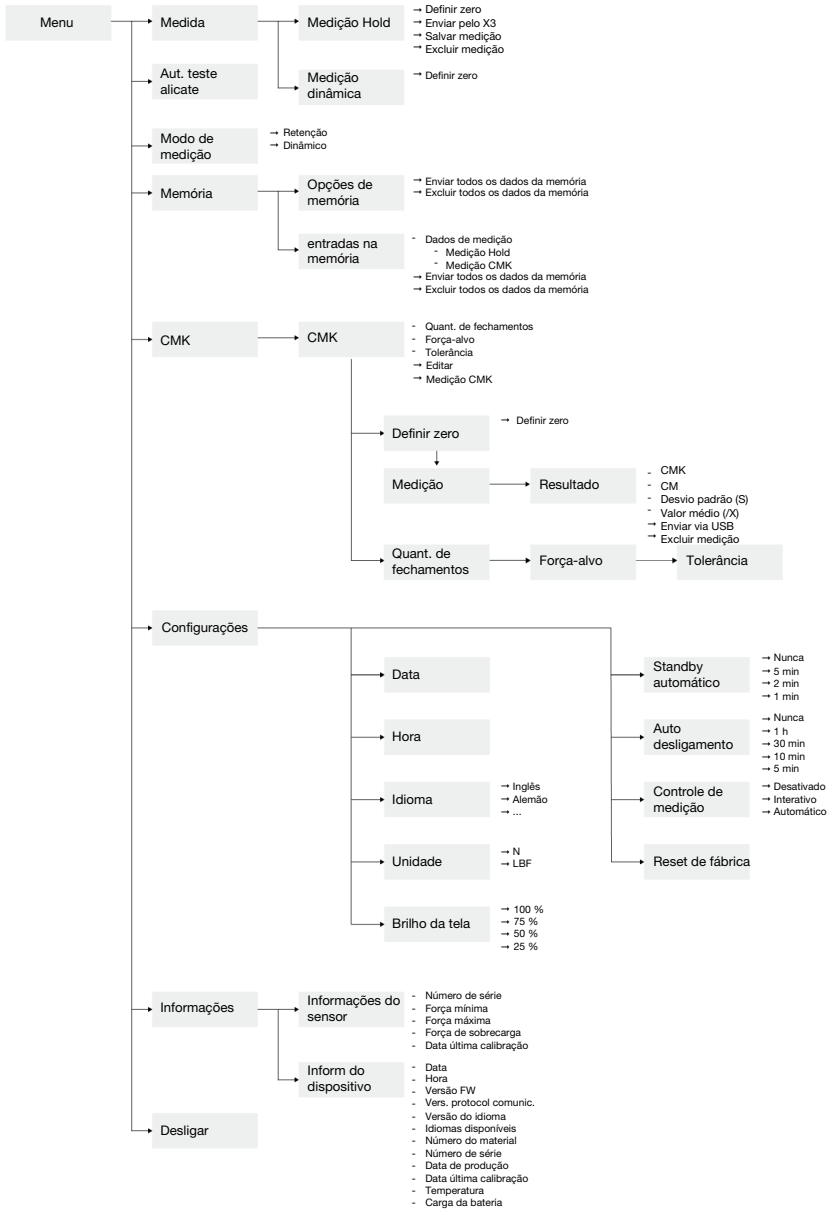 Menu
Medida
Medição Hold
→ Definir zero
→ Enviar pelo X3
→ Salvar medição
→ Excluir medição
Aut. teste
alicate
Medição
dinâmica
→ Definir zero
Modo de
medição
→ Retenção
→ Dinâmico
Memória
Opções de
memória
→ Enviar todos os dados da memória
→ Excluir todos os dados da memória
entradas na
memória
- Dados de medição
- Medição Hold
- Medição CMK
→ Enviar todos os dados da memória
→ Excluir todos os dados da memória
CMK
CMK
- Quant. de fechamentos
- Força-alvo
- Tolerância
→ Editar
→ Medição CMK
Definir zero
→ Definir zero
Medição
Resultado
- CMK
- CM
- Desvio padrão (S)
- Valor médio (/X)
→ Enviar via USB
→ Excluir medição
Quant. de
fechamentos
Força-alvo
Tolerância
Configurações
Data
Hora
Idioma
→ Inglês
→ Alemão
→ ...
Unidade
→ N
→ LBF
Brilho da tela
→ 100 %
→ 75 %
→ 50 %
→ 25 %
Standby
automático
→ Nunca
→ 5 min
→ 2 min
→ 1 min
Auto
desligamento
→ Nunca
→ 1 h
→ 30 min
→ 10 min
→ 5 min
Controle de
medição
→ Desativado
→ Interativo
→ Automático
Reset de fábrica
Informações
Informações do
sensor
- Número de série
- Força mínima
- Força máxima
- Força de sobrecarga
- Data última calibração
Inform do
dispositivo
- Data
- Hora
- Versão FW
- Vers. protocol comunic.
- Versão do idioma
- Idiomas disponíveis
- Número do material
- Número de série
- Data de produção
- Data última calibração
- Temperatura
- Carga da bateria
Desligar